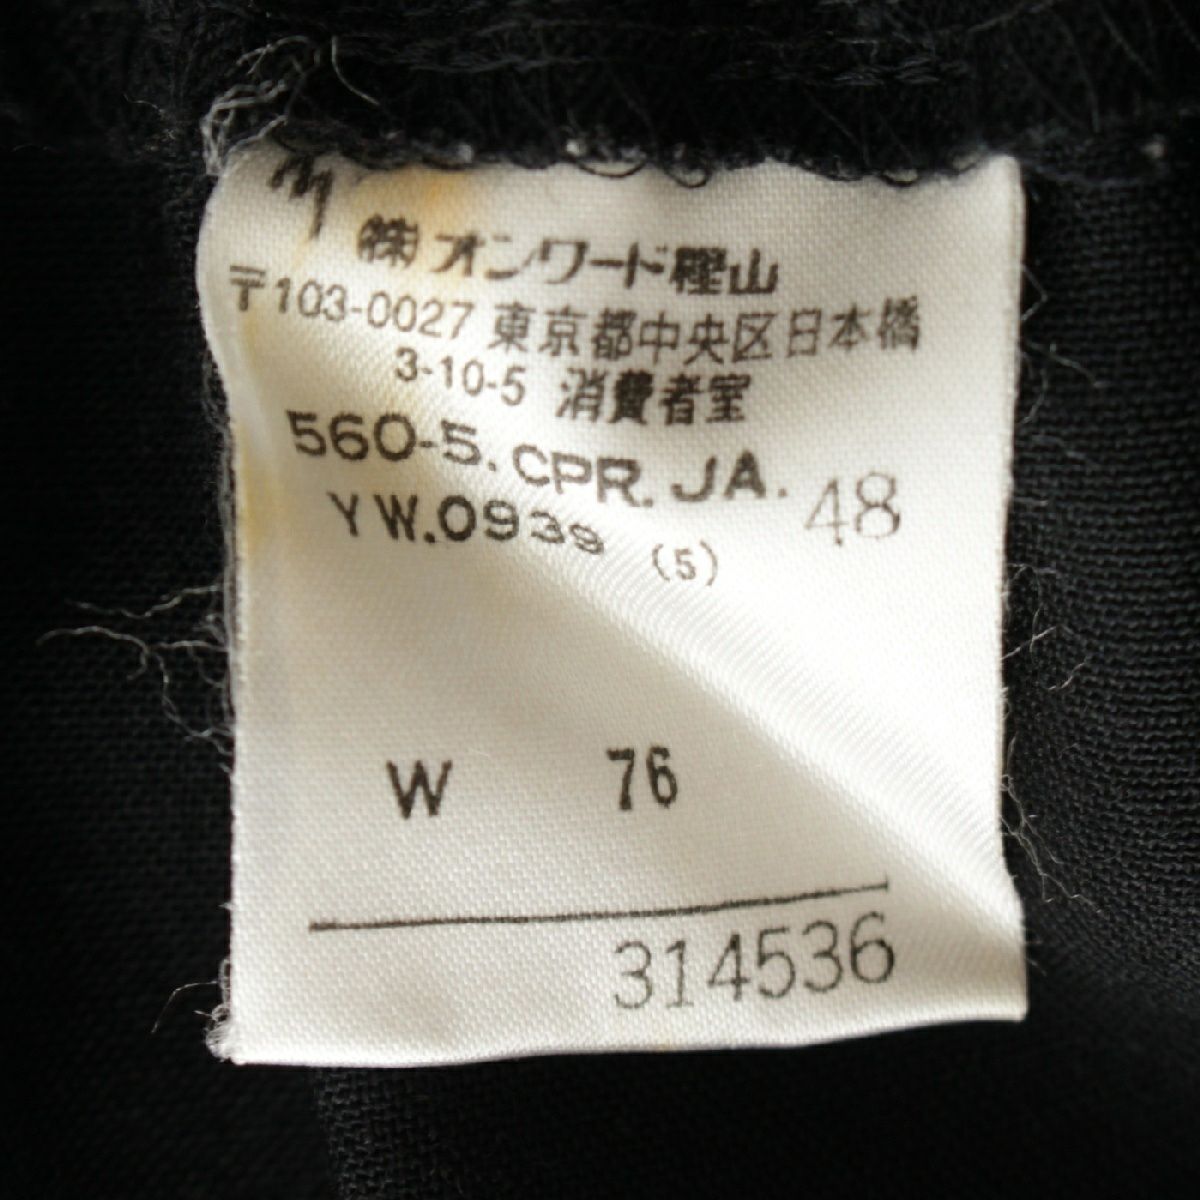 ㈱オンワード樫山
〒103-0027 東京都中央区日本橋
3-10-5 消費者室
560-5. CPR. JA. 48
YW.0939 (5)
W 76
314536